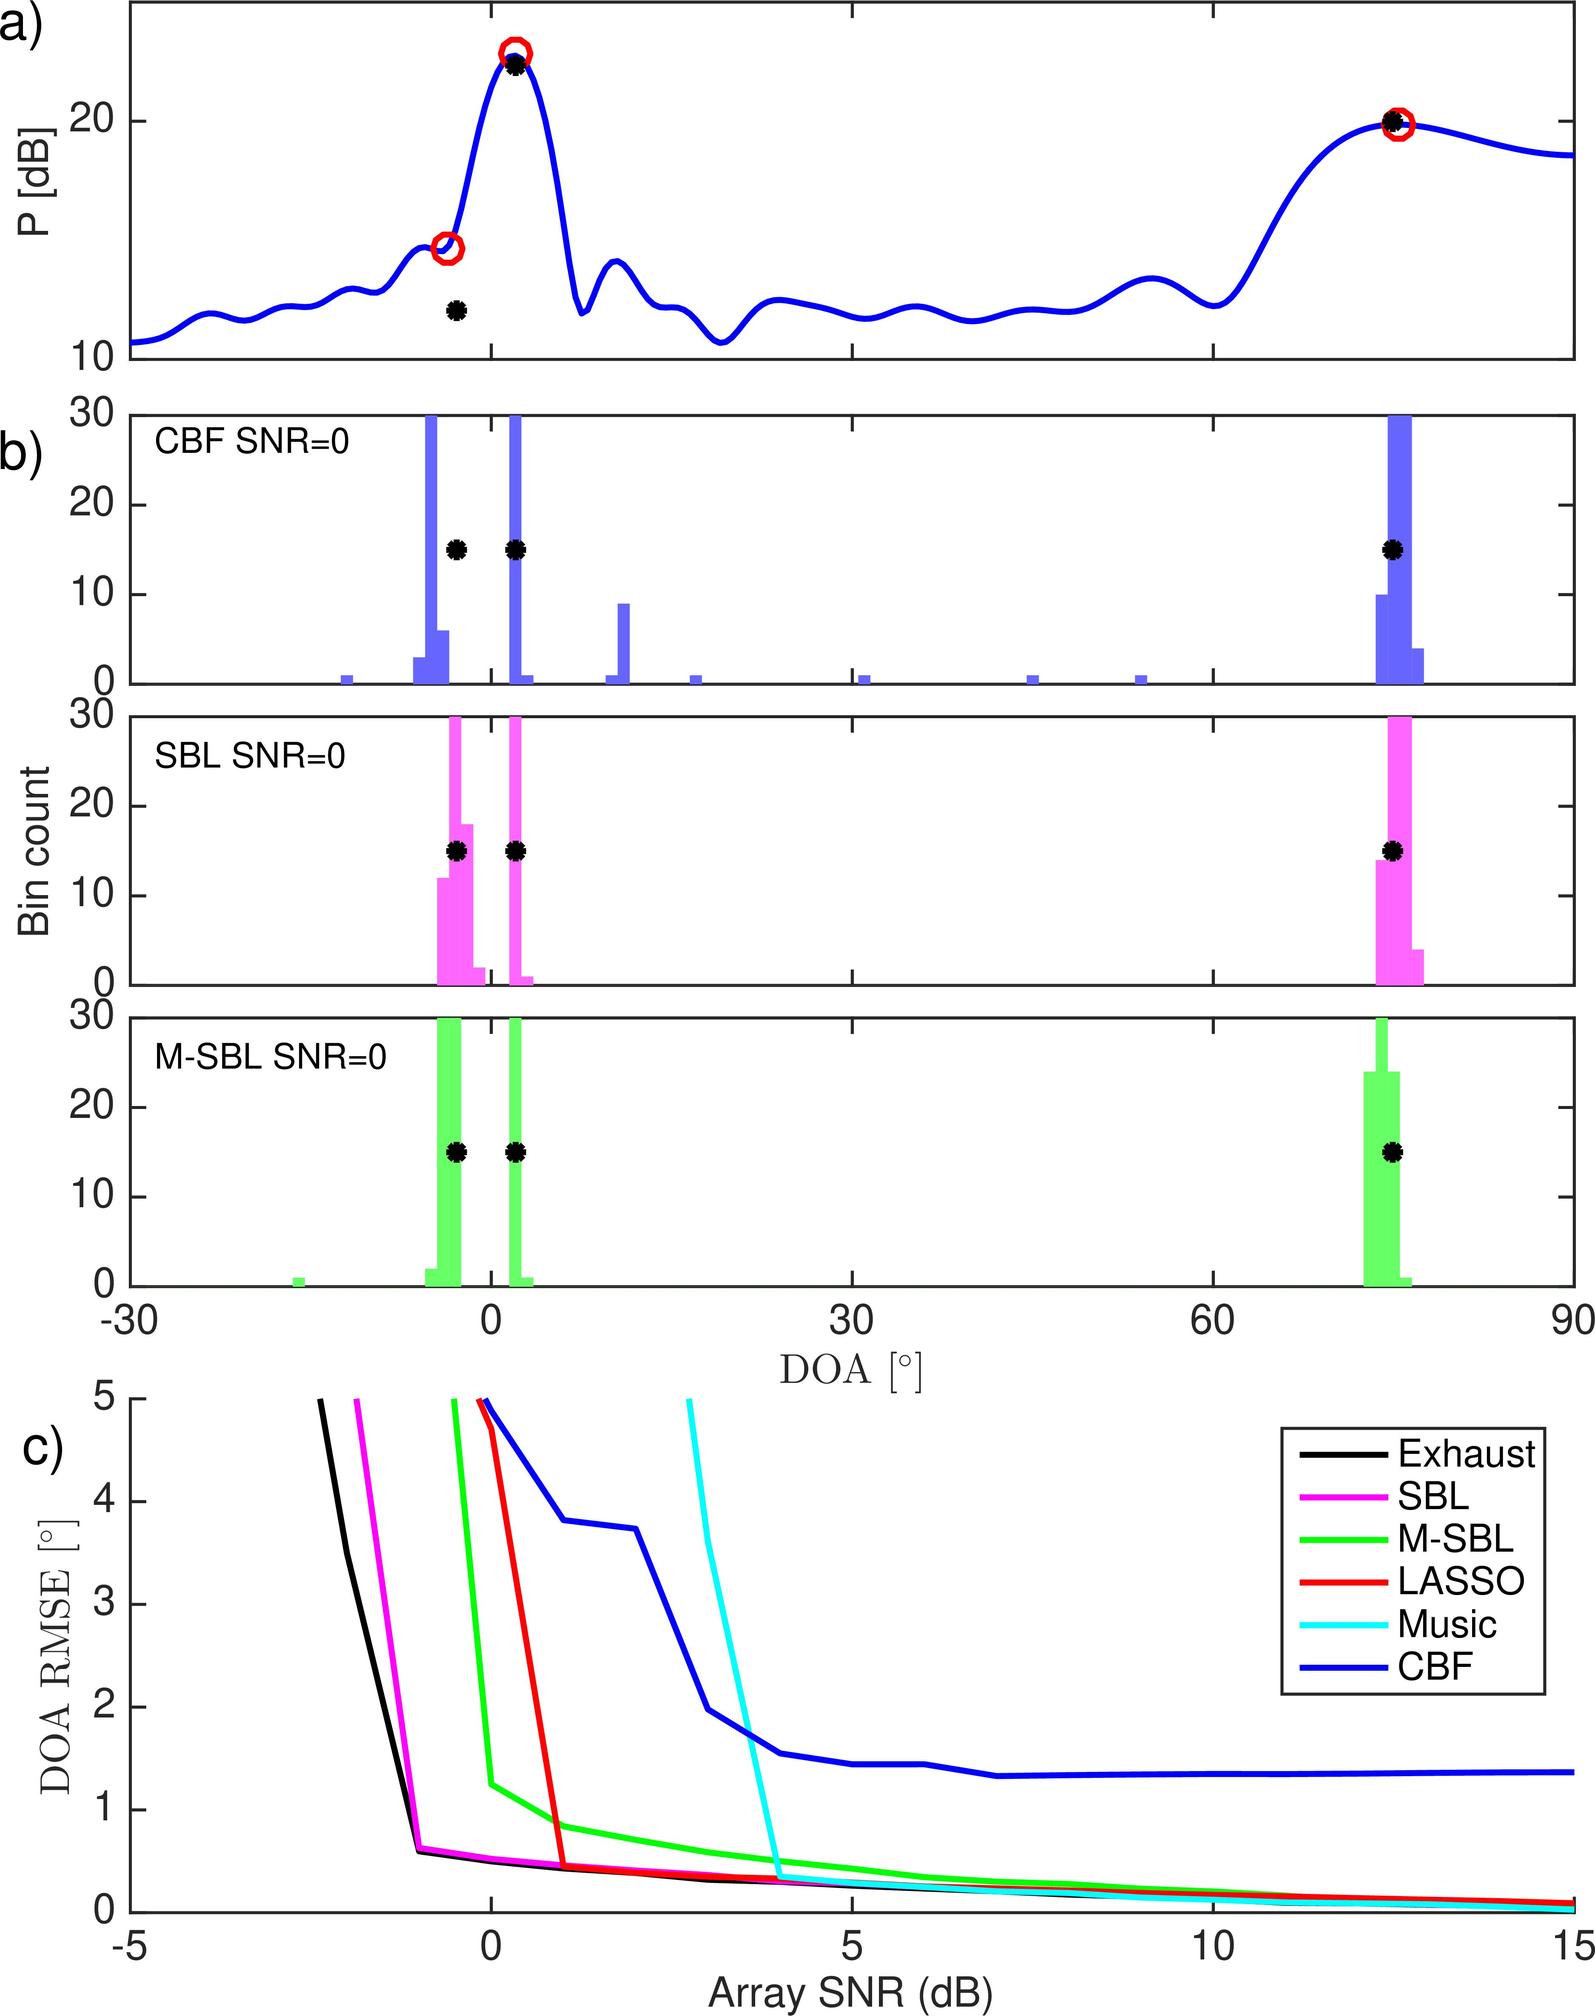 a)
P [dB]
20
10
b)
Bin count
30
CBF SNR=0
20
10
0
30
SBL SNR=0
20
10
0
30
M-SBL SNR=0
20
10
0
-30 0 30 60 90
DOA [°]
c)
DOA RMSE [°]
5
4
3
2
1
0
Exhaust
SBL
M-SBL
LASSO
Music
CBF
-5 0 5 10 15
Array SNR (dB)